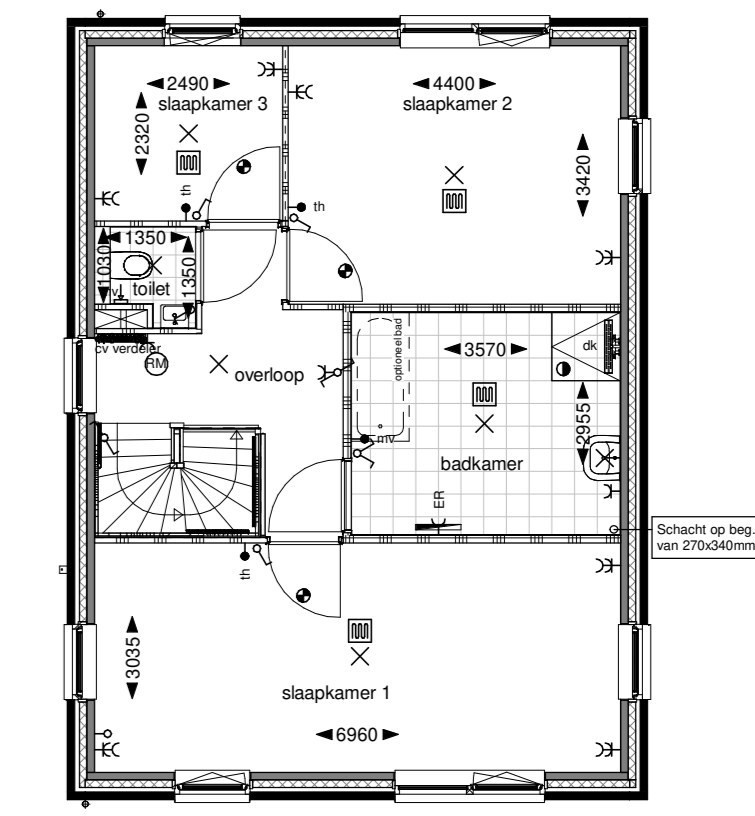 2490
slaapkamer 3
2320
th
4400
slaapkamer 2
3420
th
1350
1030
1350
toilet
cv verdeler
RM
overloop
optioneel bad
3570
dk
2955
mv
badkamer
ER
Schacht op beg.
van 270x340mm
th
3035
slaapkamer 1
6960